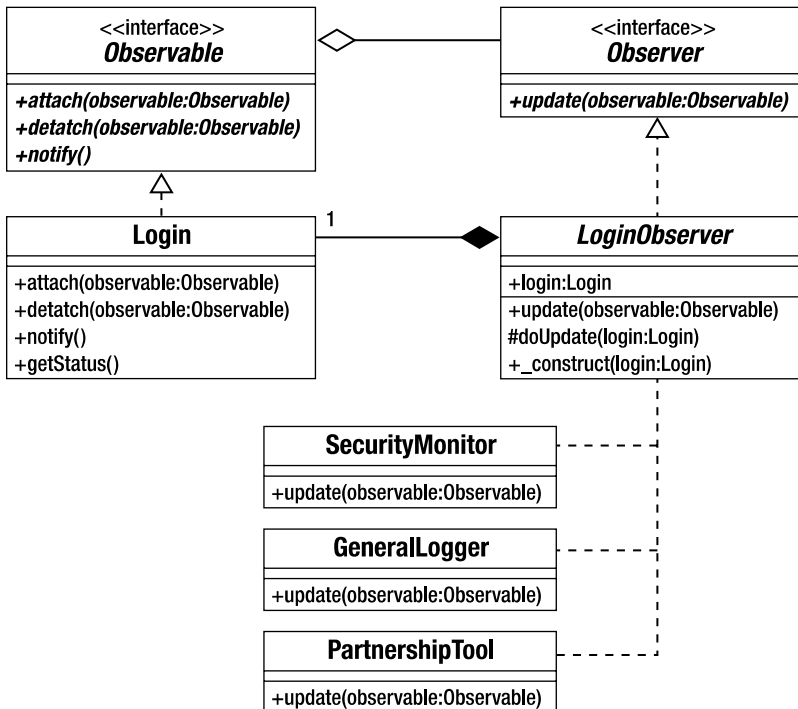 <<interface>>
Observable
+attach(observable:Observable)
+detatch(observable:Observable)
+notify()
<<interface>>
Observer
+update(observable:Observable)
Login
+attach(observable:Observable)
+detatch(observable:Observable)
+notify()
+getStatus()
1
LoginObserver
+login:Login
+update(observable:Observable)
#doUpdate(login:Login)
+_construct(login:Login)
SecurityMonitor
+update(observable:Observable)
GeneralLogger
+update(observable:Observable)
PartnershipTool
+update(observable:Observable)